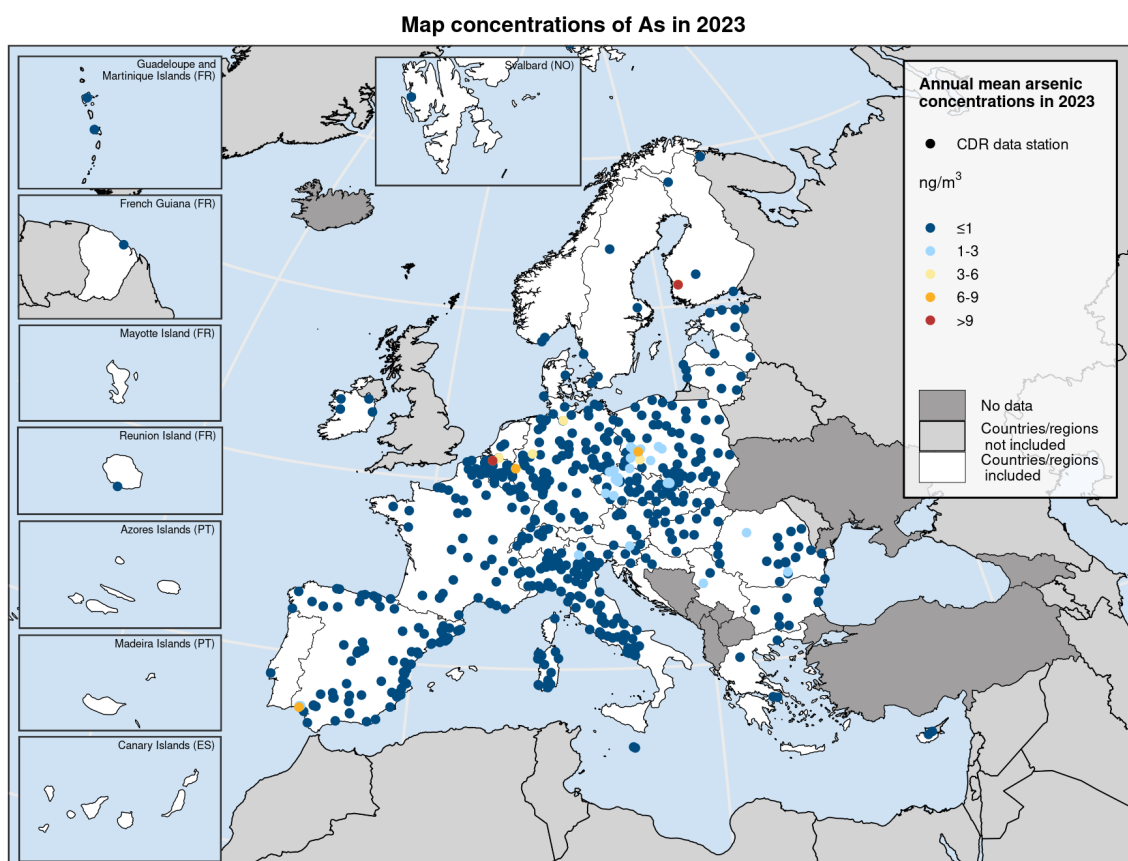 Map concentrations of As in 2023
Guadeloupe and
Martinique Islands (FR)
Svalbard (NO)
French Guiana (FR)
Mayotte Island (FR)
Reunion Island (FR)
Azores Islands (PT)
Madeira Islands (PT)
Canary Islands (ES)
Annual mean arsenic
concentrations in 2023
CDR data station
ng/m³
≤1
1-3
3-6
6-9
>9
No data
Countries/regions
not included
Countries/regions
included